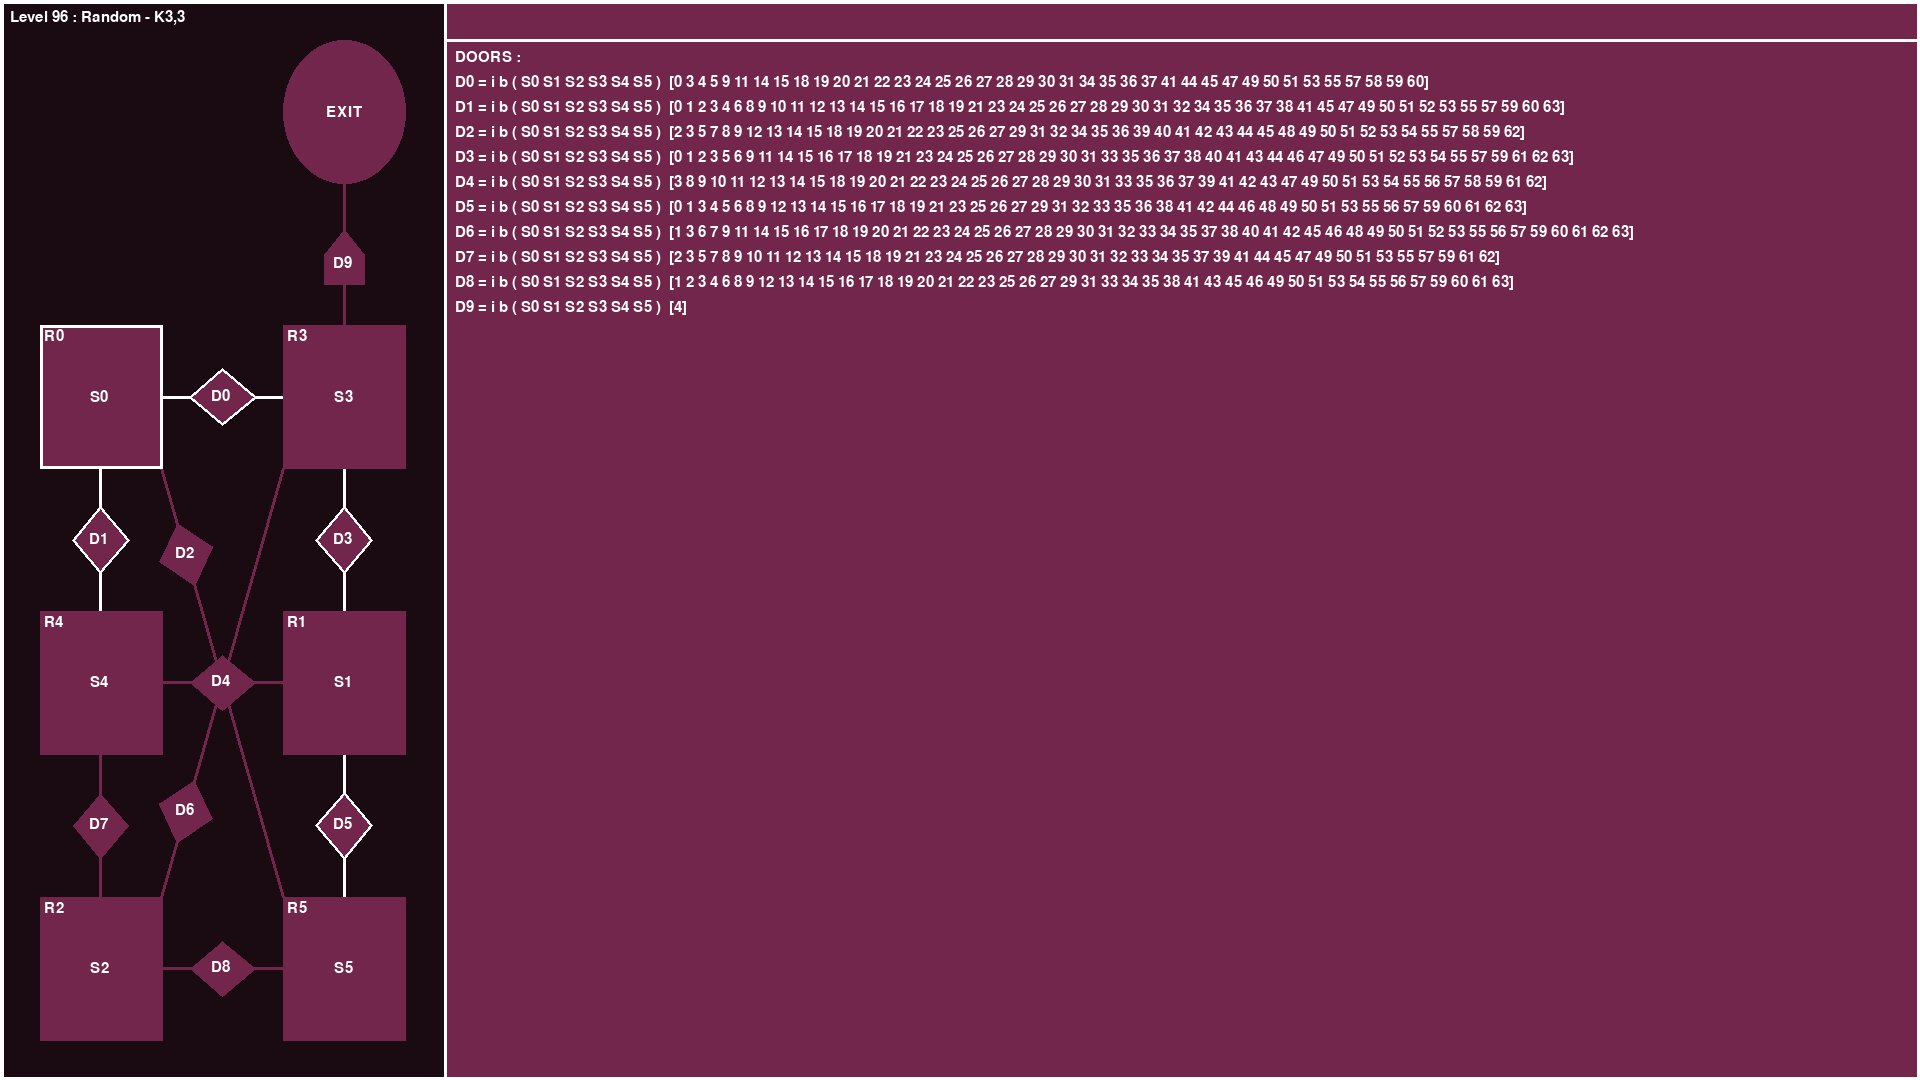 Level 96 : Random - K3,3
EXIT
D9
R0
S0
D0
R3
S3
D1
D2
D3
R4
S4
D4
R1
S1
D7
D6
D5
R2
S2
D8
R5
S5
DOORS :
D0 = i b ( S0 S1 S2 S3 S4 S5 ) [0 3 4 5 9 11 14 15 18 19 20 21 22 23 24 25 26 27 28 29 30 31 34 35 36 37 41 44 45 47 49 50 51 53 55 57 58 59 60]
D1 = i b ( S0 S1 S2 S3 S4 S5 ) [0 1 2 3 4 6 8 9 10 11 12 13 14 15 16 17 18 19 21 23 24 25 26 27 28 29 30 31 32 34 35 36 37 38 41 45 47 49 50 51 52 53 55 57 59 60 63]
D2 = i b ( S0 S1 S2 S3 S4 S5 ) [2 3 5 7 8 9 12 13 14 15 18 19 20 21 22 23 25 26 27 29 31 32 34 35 36 39 40 41 42 43 44 45 48 49 50 51 52 53 54 55 57 58 59 62]
D3 = i b ( S0 S1 S2 S3 S4 S5 ) [0 1 2 3 5 6 9 11 14 15 16 17 18 19 21 23 24 25 26 27 28 29 30 31 33 35 36 37 38 40 41 43 44 46 47 49 50 51 52 53 54 55 57 59 61 62 63]
D4 = i b ( S0 S1 S2 S3 S4 S5 ) [3 8 9 10 11 12 13 14 15 18 19 20 21 22 23 24 25 26 27 28 29 30 31 33 35 36 37 39 41 42 43 47 49 50 51 53 54 55 56 57 58 59 61 62]
D5 = i b ( S0 S1 S2 S3 S4 S5 ) [0 1 3 4 5 6 8 9 12 13 14 15 16 17 18 19 21 23 25 26 27 29 31 32 33 35 36 38 41 42 44 46 48 49 50 51 53 55 56 57 59 60 61 62 63]
D6 = i b ( S0 S1 S2 S3 S4 S5 ) [1 3 6 7 9 11 14 15 16 17 18 19 20 21 22 23 24 25 26 27 28 29 30 31 32 33 34 35 37 38 40 41 42 45 46 48 49 50 51 52 53 55 56 57 59 60 61 62 63]
D7 = i b ( S0 S1 S2 S3 S4 S5 ) [2 3 5 7 8 9 10 11 12 13 14 15 18 19 21 23 24 25 26 27 28 29 30 31 32 33 34 35 37 39 41 44 45 47 49 50 51 53 55 57 59 61 62]
D8 = i b ( S0 S1 S2 S3 S4 S5 ) [1 2 3 4 6 8 9 12 13 14 15 16 17 18 19 20 21 22 23 25 26 27 29 31 33 34 35 38 41 43 45 46 49 50 51 53 54 55 56 57 59 60 61 63]
D9 = i b ( S0 S1 S2 S3 S4 S5 ) [4]